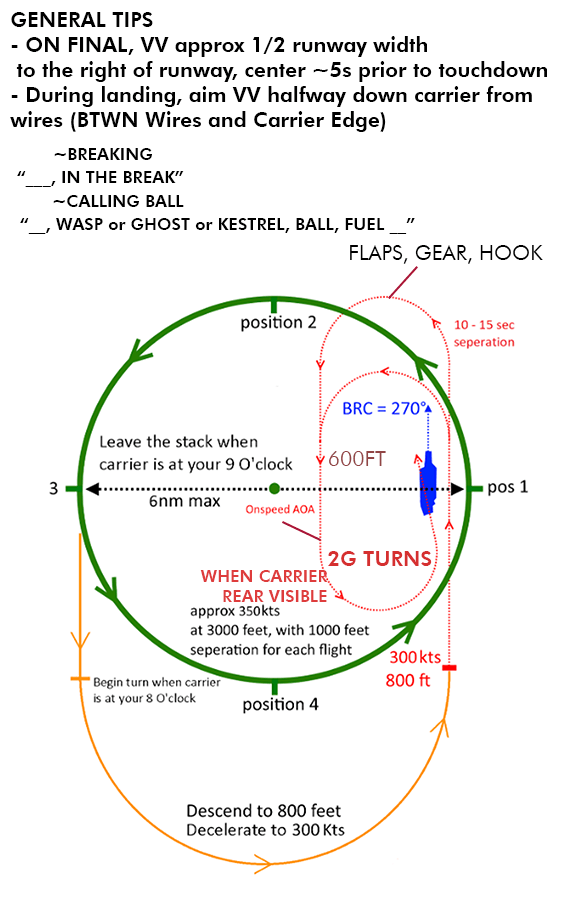 GENERAL TIPS
- ON FINAL, VV approx 1/2 runway width
to the right of runway, center ~5s prior to touchdown
- During landing, aim VV halfway down carrier from
wires (BTWN Wires and Carrier Edge)
~BREAKING
“___, IN THE BREAK”
~CALLING BALL
“__, WASP or GHOST or KESTREL, BALL, FUEL __”
FLAPS, GEAR, HOOK
position 2
10 - 15 sec
seperation
BRC = 270°
Leave the stack when
carrier is at your 9 O'clock
600FT
3
6nm max
pos 1
Onspeed AOA
2G TURNS
WHEN CARRIER
REAR VISIBLE
approx 350kts
at 3000 feet, with 1000 feet
seperation for each flight
300kts
800 ft
Begin turn when carrier
is at your 8 O'clock
position 4
Descend to 800 feet
Decelerate to 300 Kts